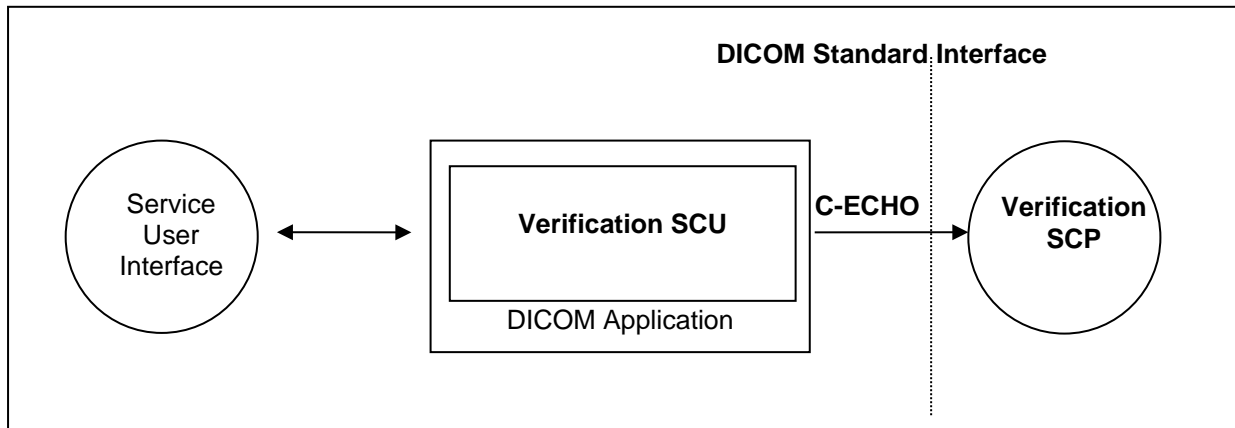 DICOM Standard Interface
Service
User
Interface
Verification SCU
DICOM Application
C-ECHO
Verification
SCP